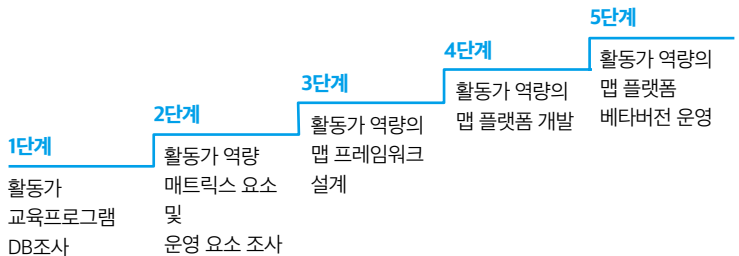 1단계
활동가
교육프로그램
DB조사
2단계
활동가 역량
매트릭스 요소
및
운영 요소 조사
3단계
활동가 역량의
맵 프레임워크
설계
4단계
활동가 역량의
맵 플랫폼 개발
5단계
활동가 역량의
맵 플랫폼
베타버전 운영